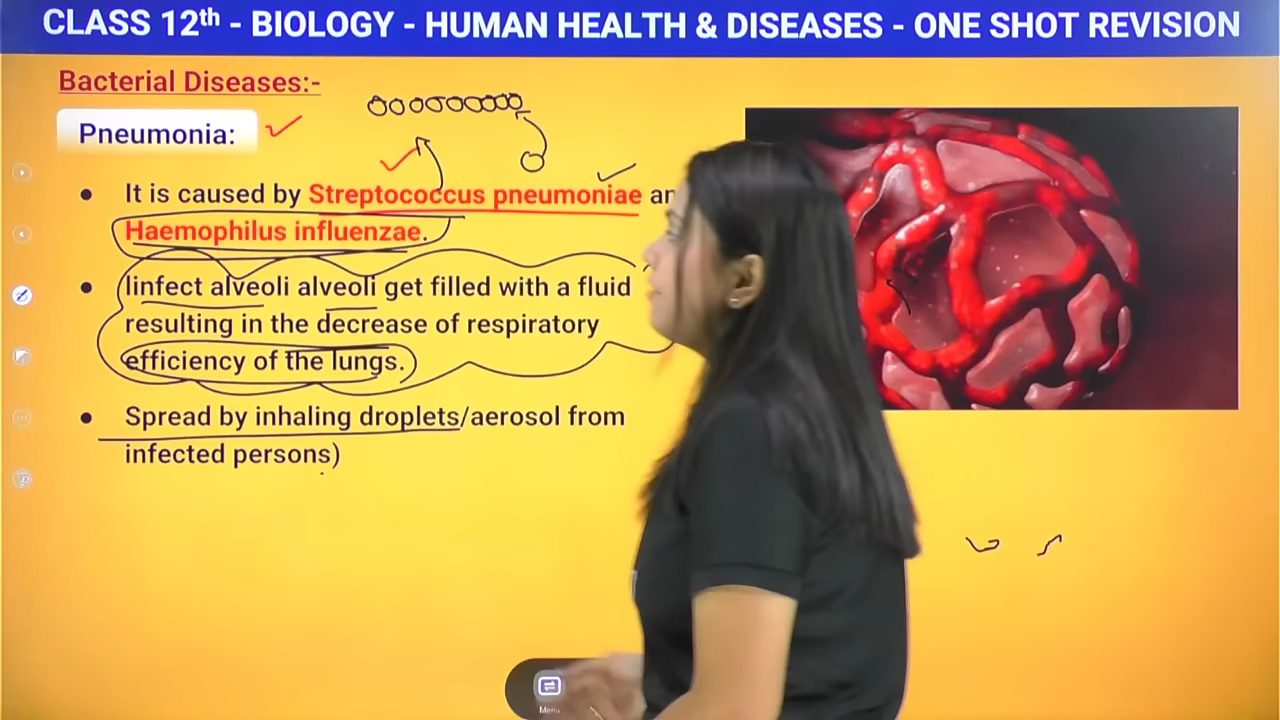 CLASS 12th - BIOLOGY - HUMAN HEALTH & DISEASES - ONE SHOT REVISION
Bacterial Diseases:-
Pneumonia:
It is caused by Streptococcus pneumoniae
Haemophilus influenzae.
Iinfect alveoli alveoli get filled with a fluid
resulting in the decrease of respiratory
efficiency of the lungs.
Spread by inhaling droplets/aerosol from
infected persons)
Menu